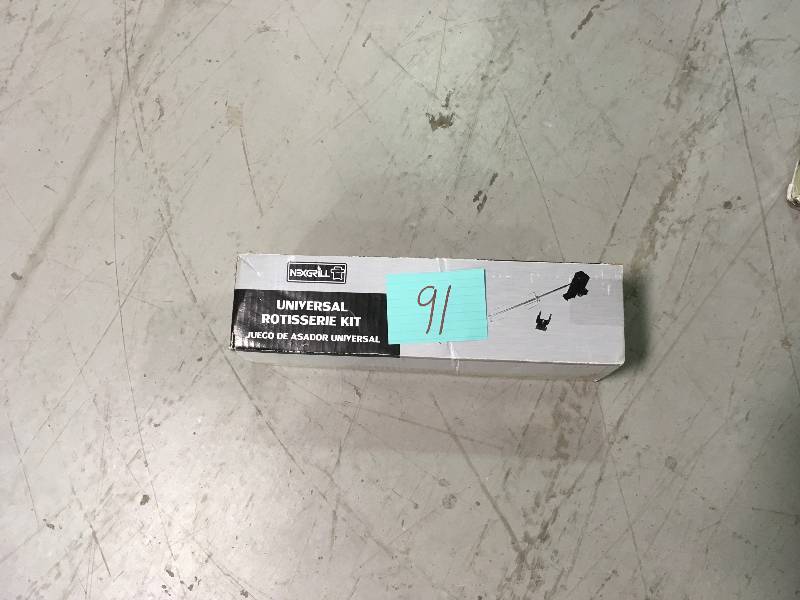 NEXGRILL
UNIVERSAL
ROTISSERIE KIT
JUEGO DE ASADOR UNIVERSAL
91